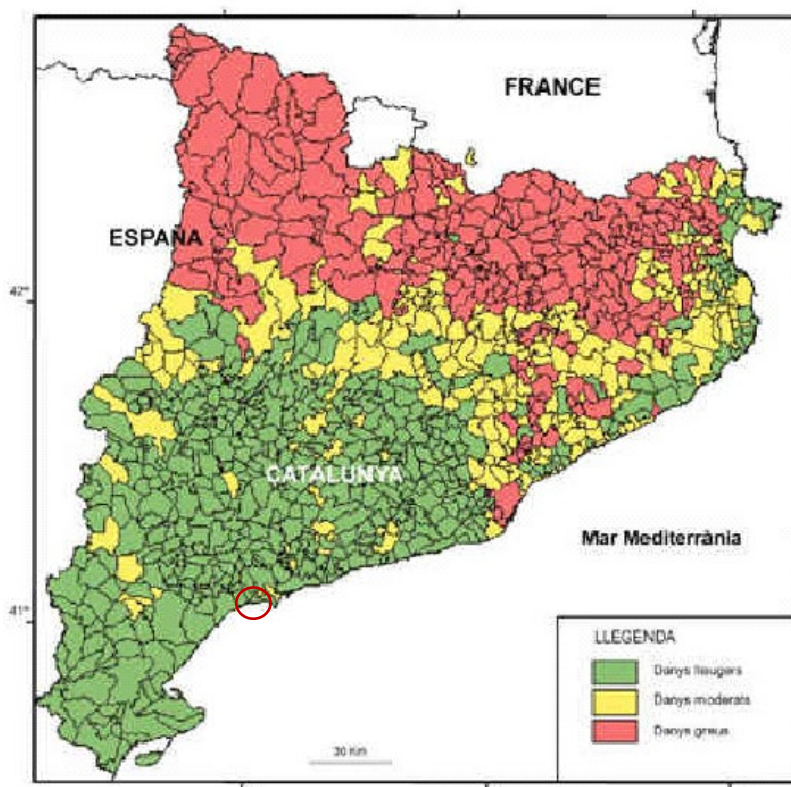 FRANCE
ESPAÑA
42°
CATALUNYA
Mar Mediterrània
41°
LLEGENDA
Danys lleugers
Danys moderats
Danys greus
30 Km